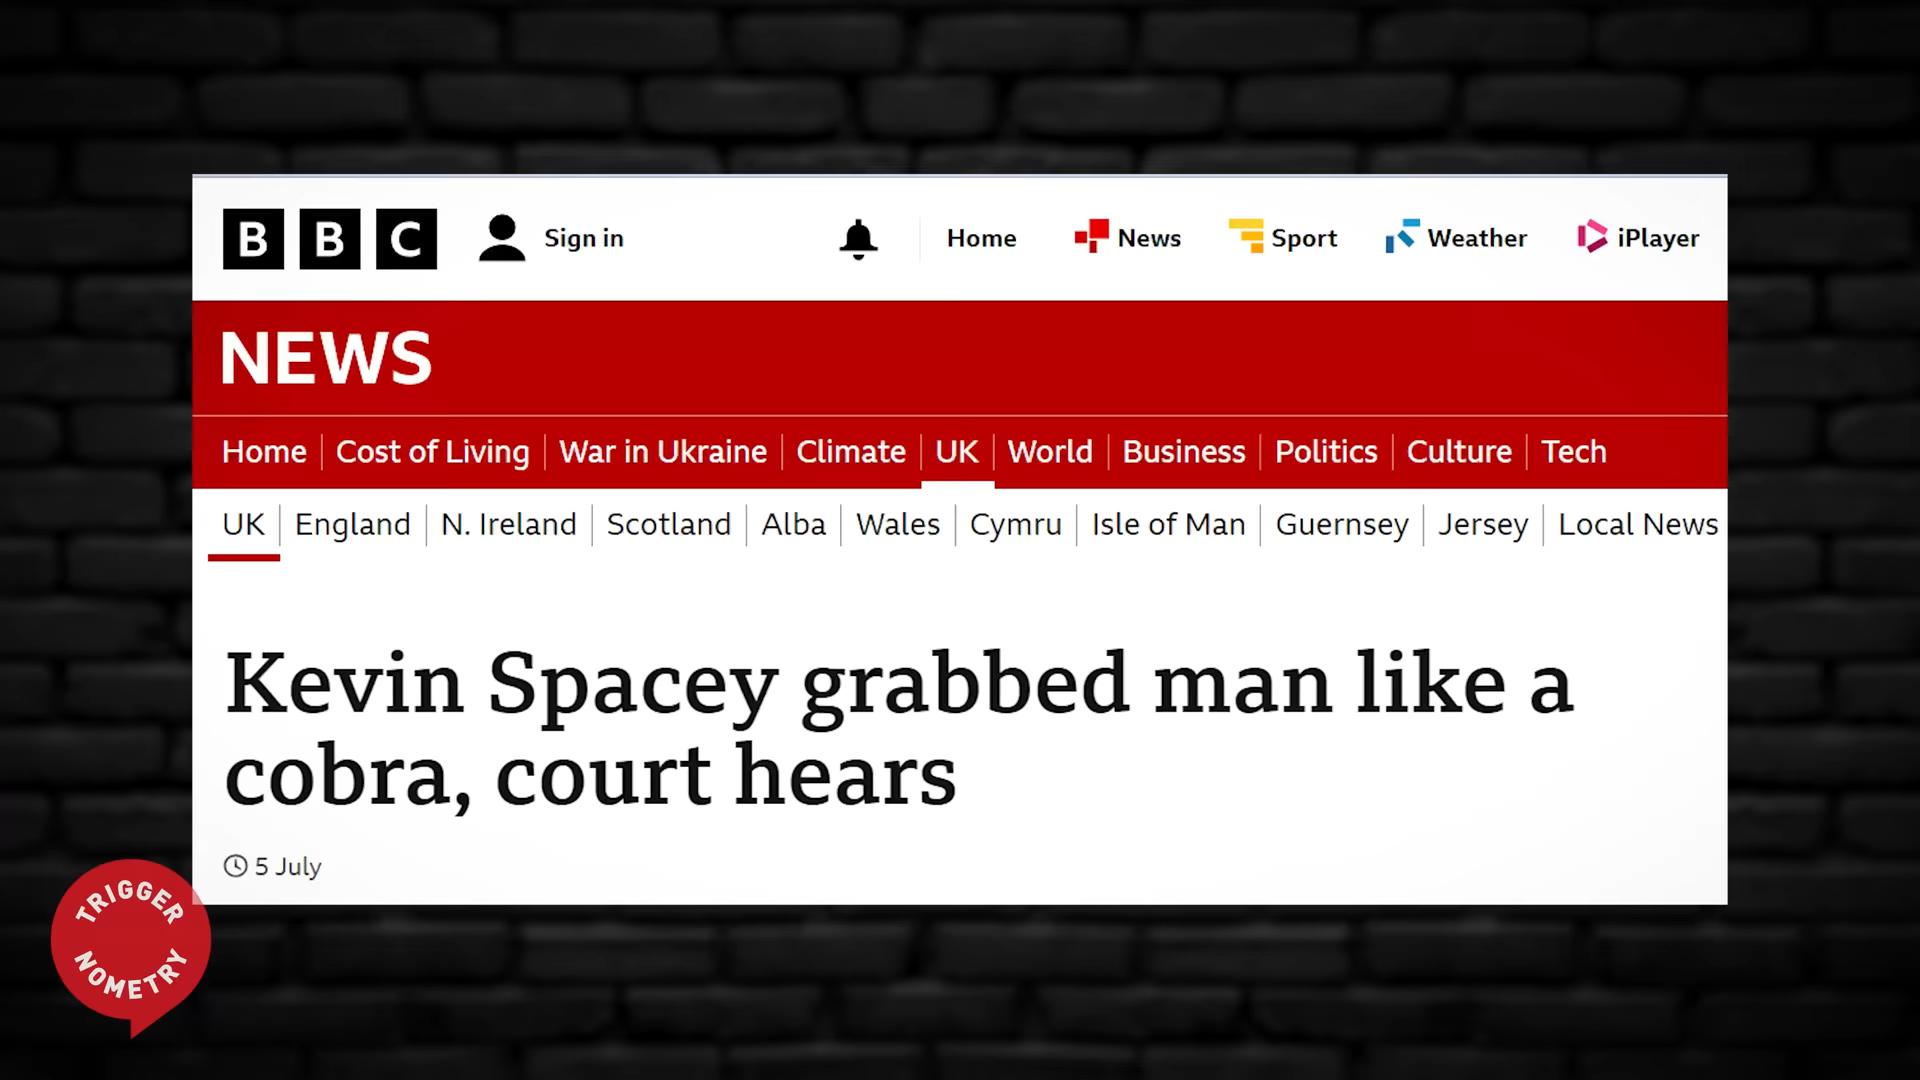 BBC Sign in Home News Sport Weather iPlayer
NEWS
Home Cost of Living War in Ukraine Climate UK World Business Politics Culture Tech
UK England N. Ireland Scotland Alba Wales Cymru Isle of Man Guernsey Jersey Local News
Kevin Spacey grabbed man like a
cobra, court hears
5 July
TRIGGER
NOMETRY